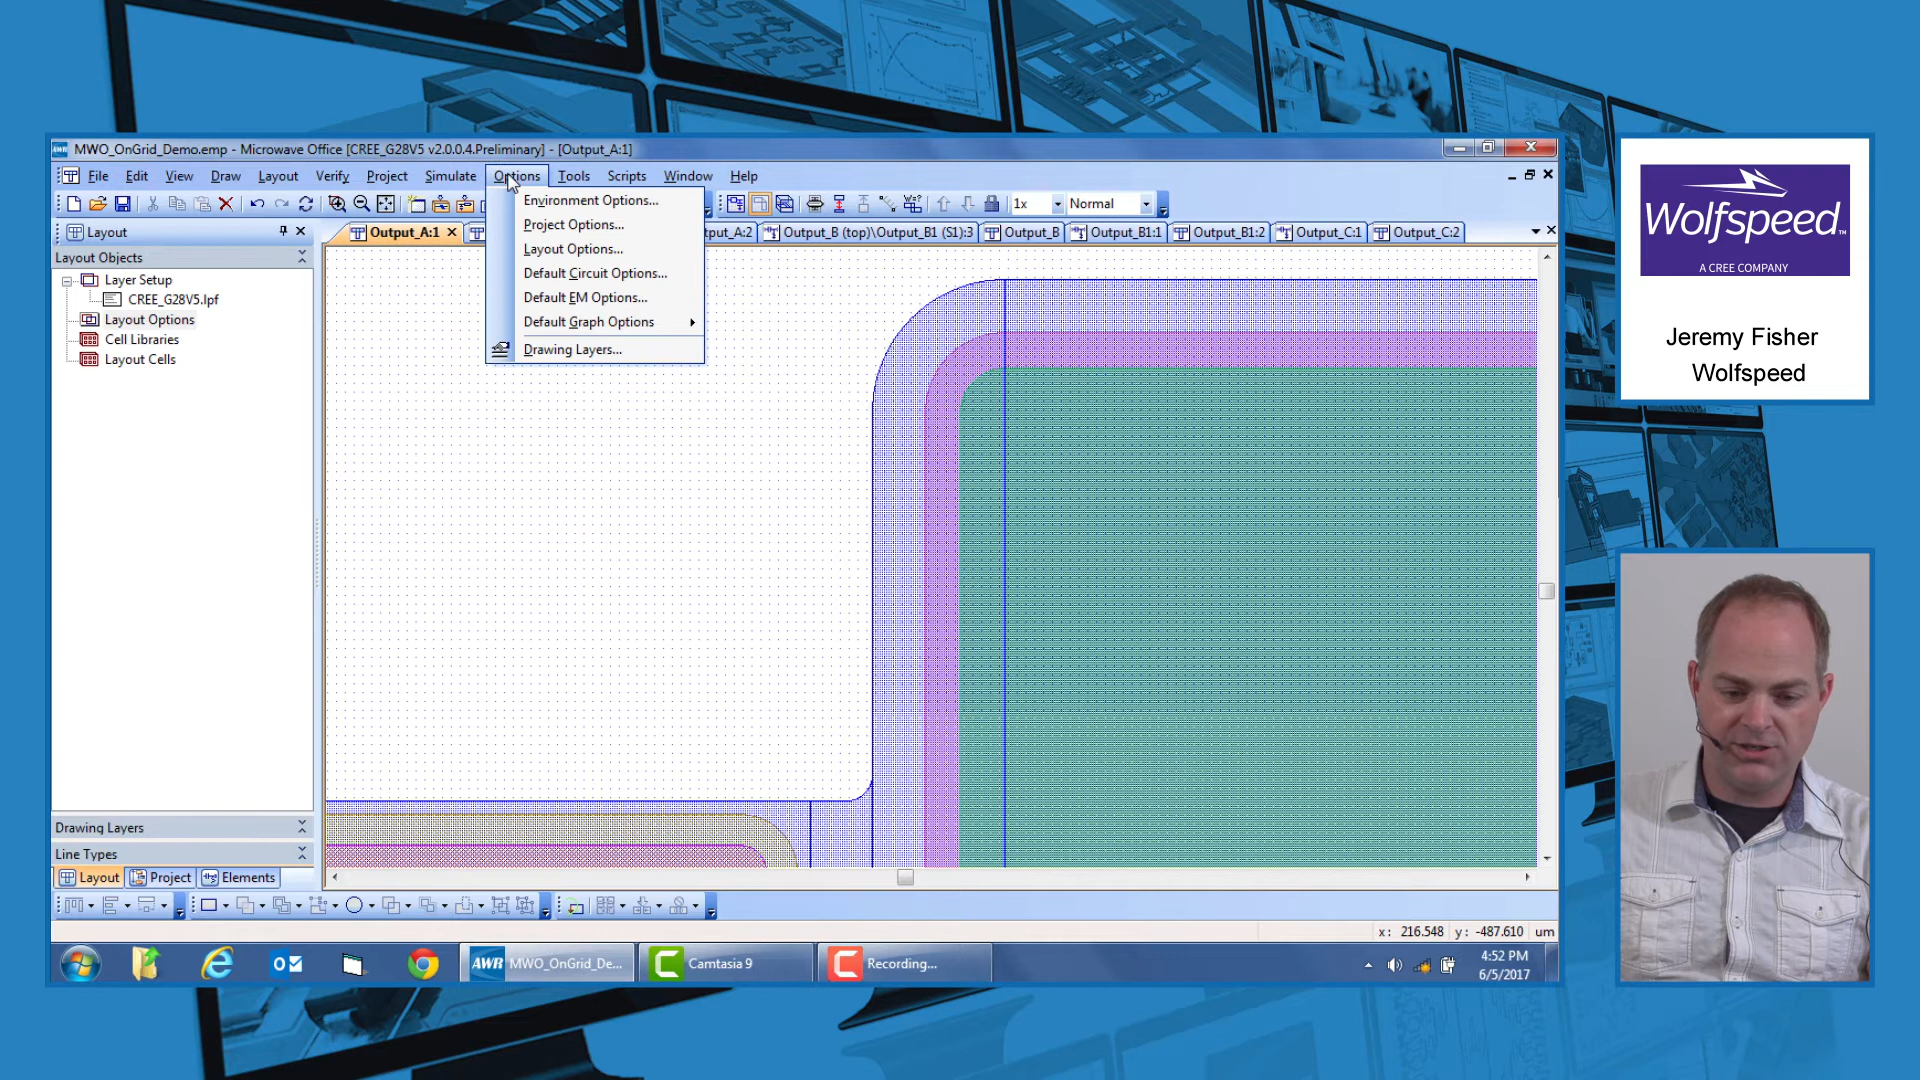 MWO_OnGrid_Demo.emp - Microwave Office [CREE_G28V5 v2.0.0.4.Preliminary] - [Output_A:1]
File Edit View Draw Layout Verify Project Simulate Options Tools Scripts Window Help
1x Normal
Layout
Output_A:1
put_A:2 Output_B (top)\Output_B1 (S1):3 Output_B Output_B1:1 Output_B1:2 Output_C:1 Output_C:2
Environment Options...
Project Options...
Layout Options...
Default Circuit Options...
Default EM Options...
Default Graph Options
Drawing Layers...
Layout Objects
Layer Setup
CREE_G28V5.lpf
Layout Options
Cell Libraries
Layout Cells
Drawing Layers
Line Types
Layout Project Elements
x: 216.548 y: -487.610 um
AWR MWO_OnGrid_De...
Camtasia 9
Recording...
4:52 PM
6/5/2017
Wolfspeed™
A CREE COMPANY
Jeremy Fisher
Wolfspeed